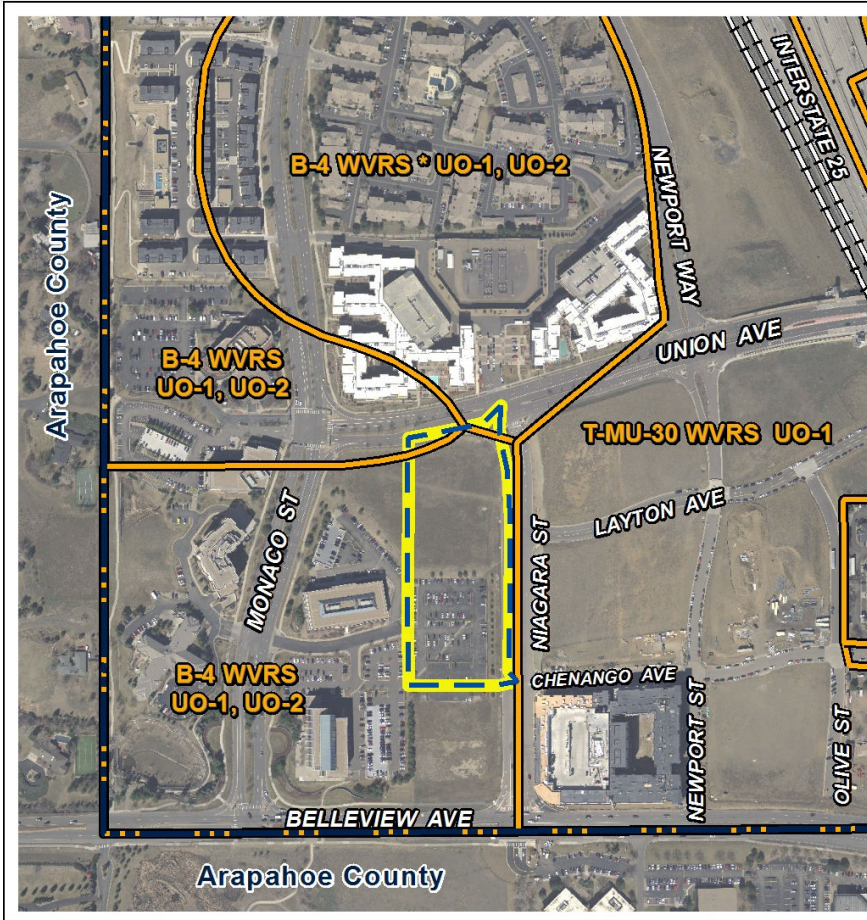 INTERSTATE 25
B-4 WVRS * UO-1, UO-2
NEWPORT WAY
Arapahoe County
UNION AVE
B-4 WVRS
UO-1, UO-2
T-MU-30 WVRS UO-1
LAYTON AVE
MONACO ST
NIAGARA ST
B-4 WVRS
UO-1, UO-2
CHENANGO AVE
NEWPORT ST
OLIVE ST
BELLEVIEW AVE
Arapahoe County